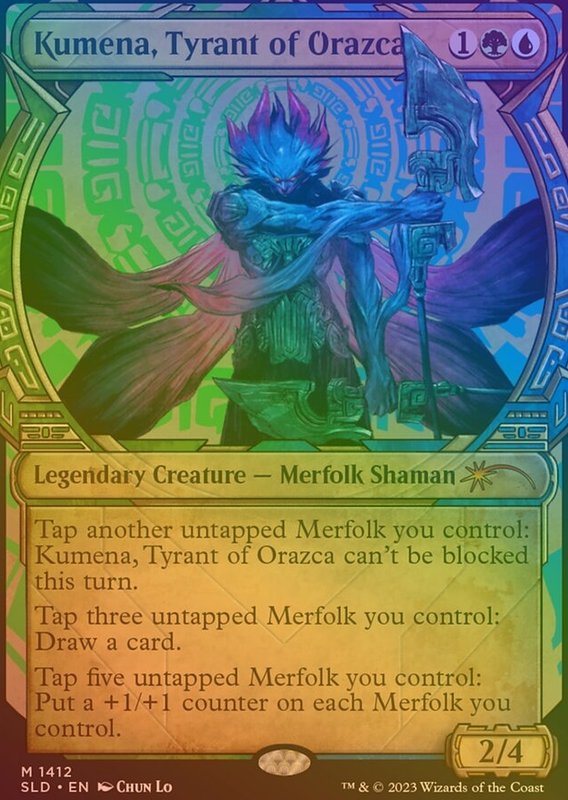 Kumena, Tyrant of Orazca 1
Legendary Creature — Merfolk Shaman
Tap another untapped Merfolk you control:
Kumena, Tyrant of Orazca can't be blocked
this turn.
Tap three untapped Merfolk you control:
Draw a card.
Tap five untapped Merfolk you control:
Put a +1/+1 counter on each Merfolk you
control.
2/4
M 1412
SLD • EN Chun Lo
™ & © 2023 Wizards of the Coast